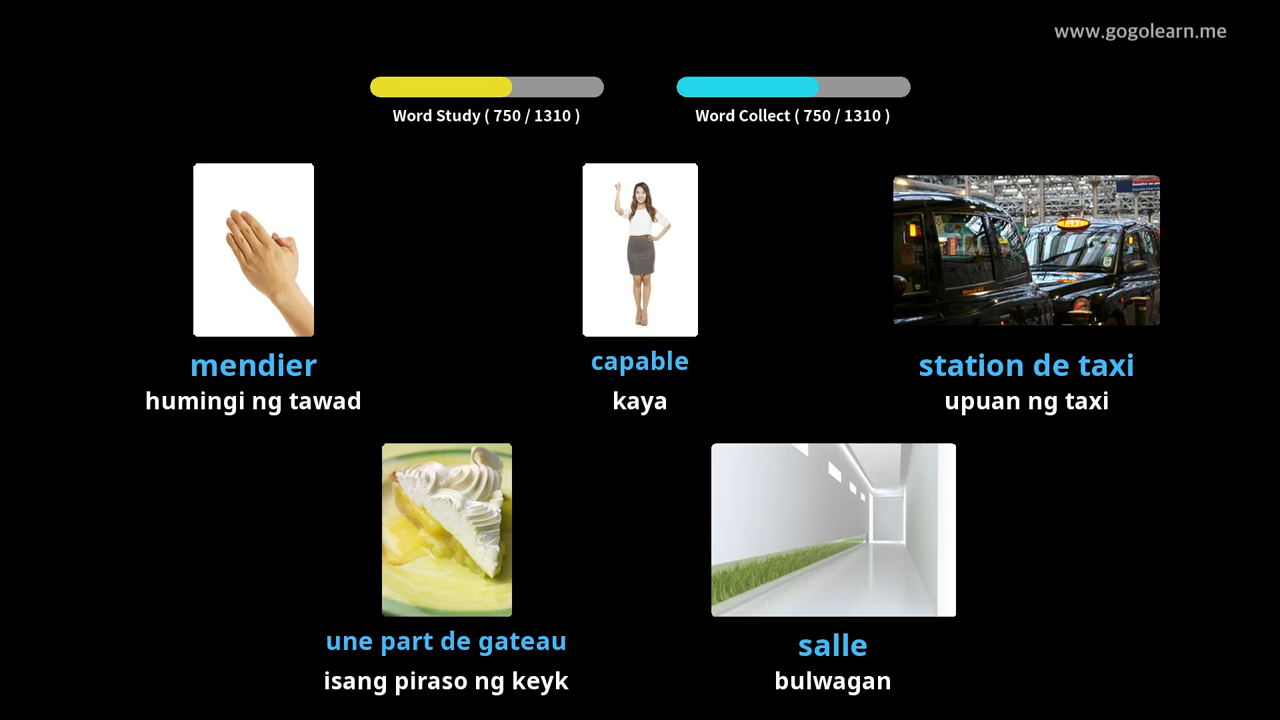 www.gogolearn.me
Word Study ( 750 / 1310 )
Word Collect ( 750 / 1310 )
TAXI
mendier
humingi ng tawad
capable
kaya
station de taxi
upuan ng taxi
une part de gateau
isang piraso ng keyk
salle
bulwagan